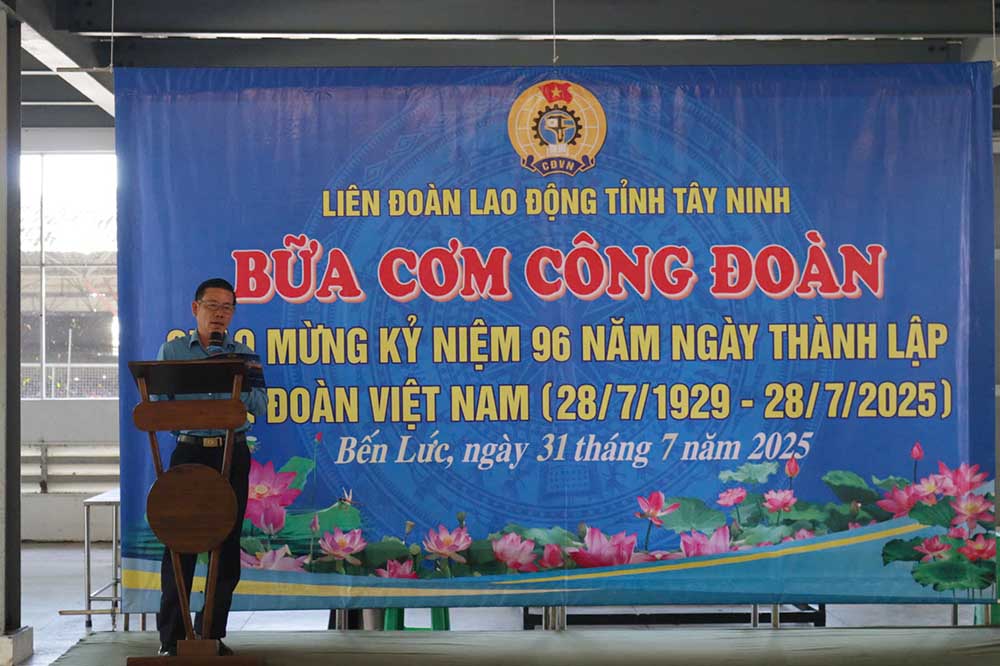 CĐVN
LIÊN ĐOÀN LAO ĐỘNG TỈNH TÂY NINH
BỮA CƠM CÔNG ĐOÀN
MỪNG KỶ NIỆM 96 NĂM NGÀY THÀNH LẬP
ĐOÀN VIỆT NAM (28/7/1929 - 28/7/2025)
Bến Lức, ngày 31 tháng 7 năm 2025